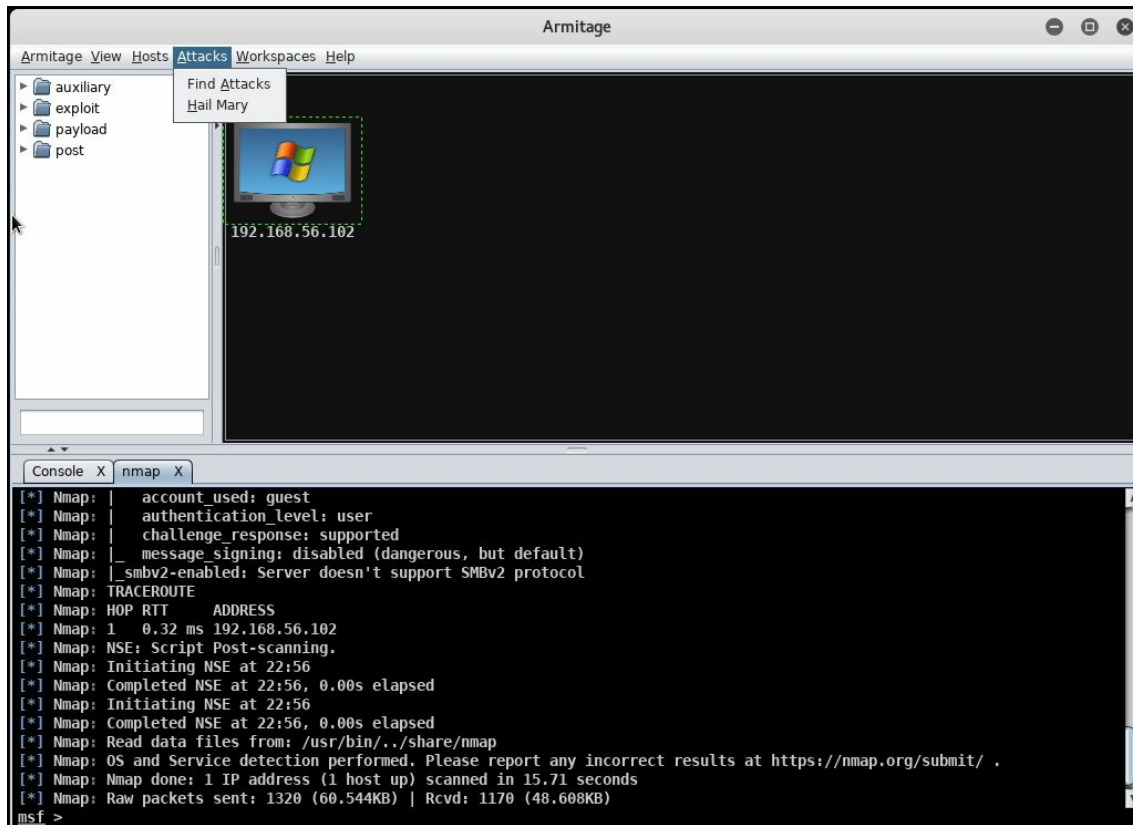 Armitage
Armitage View Hosts Attacks Workspaces Help
Find Attacks
Hail Mary
auxiliary
exploit
payload
post
192.168.56.102
Console X nmap X
[*] Nmap: |   account_used: guest
[*] Nmap: |   authentication_level: user
[*] Nmap: |   challenge_response: supported
[*] Nmap: |_  message_signing: disabled (dangerous, but default)
[*] Nmap: |_smbv2-enabled: Server doesn't support SMBv2 protocol
[*] Nmap: TRACEROUTE
[*] Nmap: HOP RTT     ADDRESS
[*] Nmap: 1   0.32 ms 192.168.56.102
[*] Nmap: NSE: Script Post-scanning.
[*] Nmap: Initiating NSE at 22:56
[*] Nmap: Completed NSE at 22:56, 0.00s elapsed
[*] Nmap: Initiating NSE at 22:56
[*] Nmap: Completed NSE at 22:56, 0.00s elapsed
[*] Nmap: Read data files from: /usr/bin/../share/nmap
[*] Nmap: OS and Service detection performed. Please report any incorrect results at https://nmap.org/submit/ .
[*] Nmap: Nmap done: 1 IP address (1 host up) scanned in 15.71 seconds
[*] Nmap: Raw packets sent: 1320 (60.544KB) | Rcvd: 1170 (48.608KB)
msf >